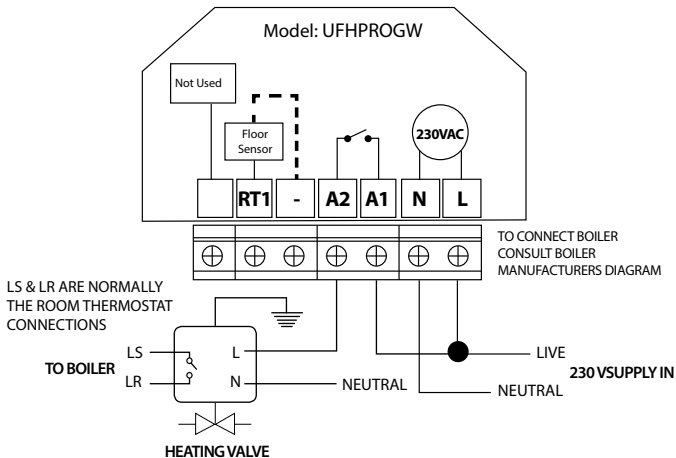 Model: UFHPROGW
Not Used
Floor
Sensor
230VAC
RT1
-
A2
A1
N
L
TO CONNECT BOILER
CONSULT BOILER
MANUFACTURERS DIAGRAM
LS & LR ARE NORMALLY
THE ROOM THERMOSTAT
CONNECTIONS
TO BOILER
LS
LR
L
N
NEUTRAL
LIVE
230 VSUPPLY IN
NEUTRAL
HEATING VALVE